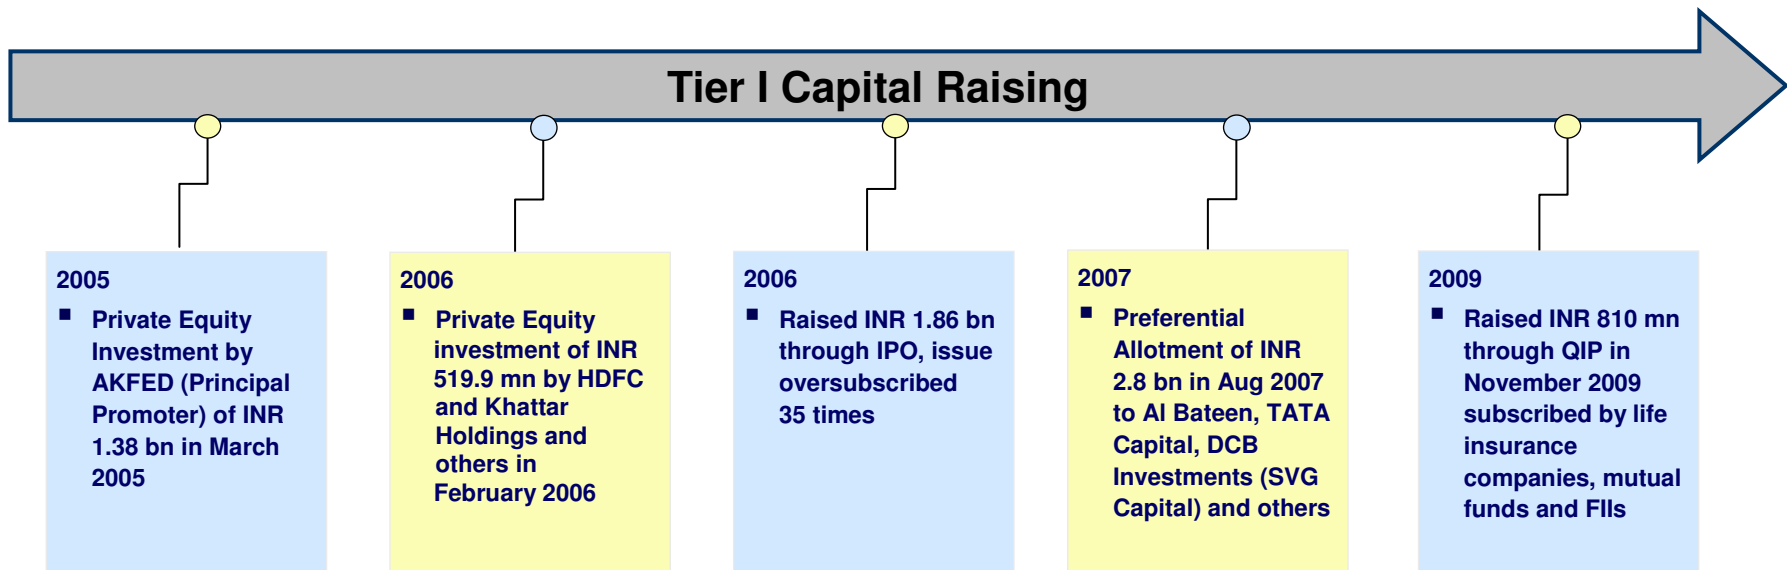 Tier I Capital Raising
2005
▪ Private Equity
Investment by
AKFED (Principal
Promoter) of INR
1.38 bn in March
2005
2006
▪ Private Equity
investment of INR
519.9 mn by HDFC
and Khattar
Holdings and
others in
February 2006
2006
▪ Raised INR 1.86 bn
through IPO, issue
oversubscribed
35 times
2007
▪ Preferential
Allotment of INR
2.8 bn in Aug 2007
to Al Bateen, TATA
Capital, DCB
Investments (SVG
Capital) and others
2009
▪ Raised INR 810 mn
through QIP in
November 2009
subscribed by life
insurance
companies, mutual
funds and FIIs